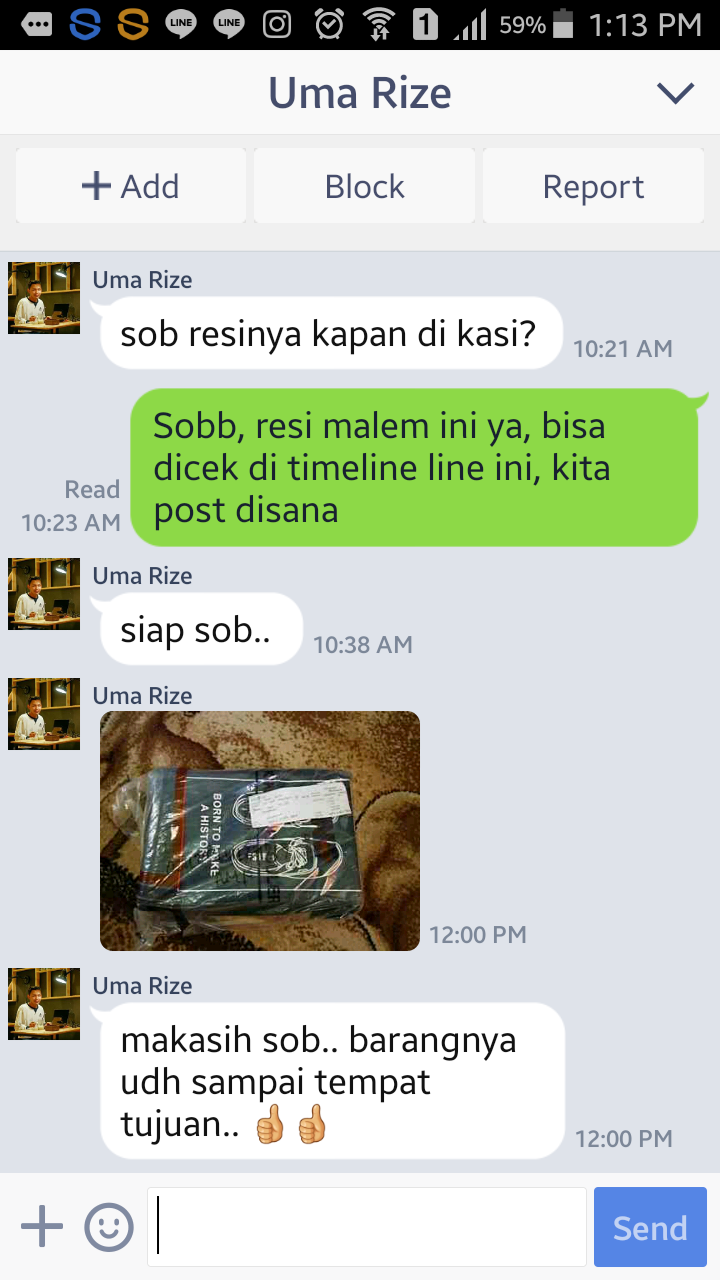 LINE LINE 1 59% 1:13 PM
Uma Rize
+ Add Block Report
Uma Rize
sob resinya kapan di kasi?
10:21 AM
Sobb, resi malem ini ya, bisa
dicek di timeline line ini, kita
post disana
Read
10:23 AM
Uma Rize
siap sob..
10:38 AM
Uma Rize
BORN TO MAKE
A HISTORY
12:00 PM
Uma Rize
makasih sob.. barangnya
udh sampai tempat
tujuan.. 👍👍
12:00 PM
Send